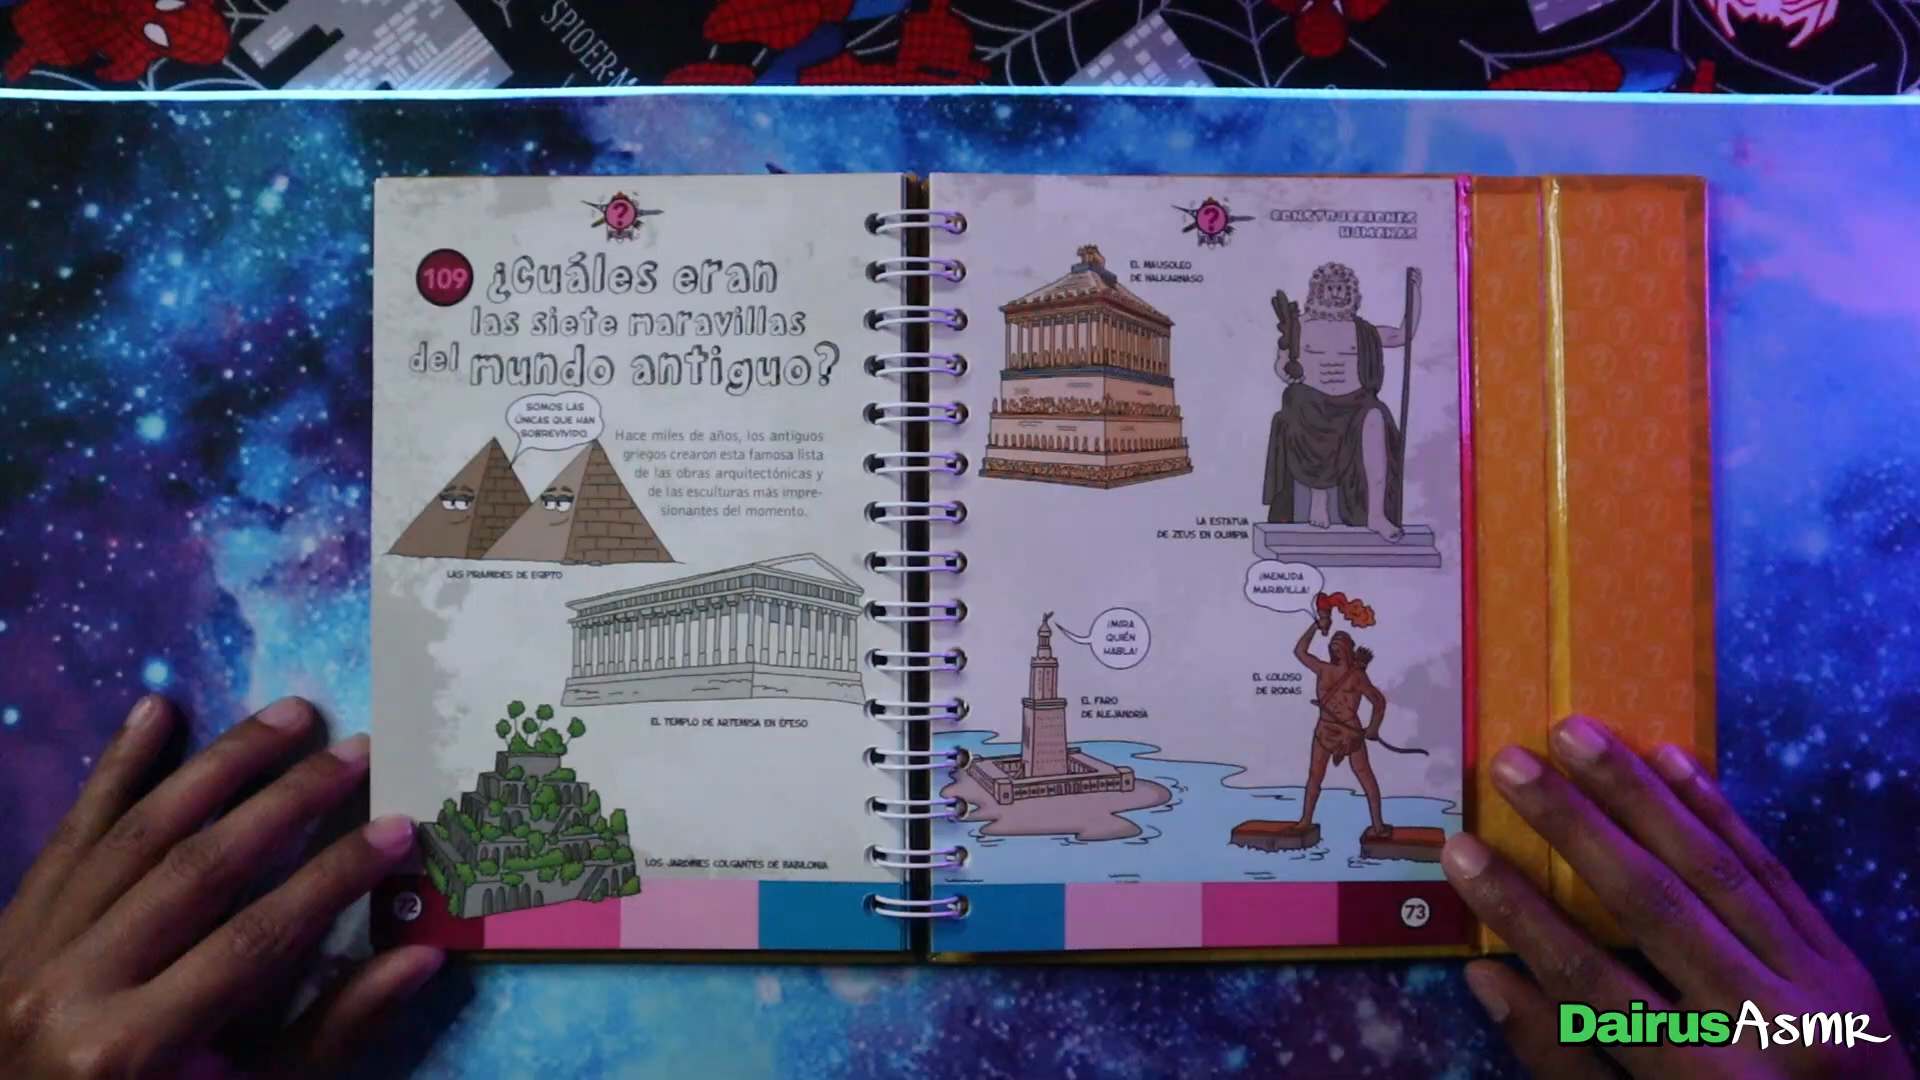 SPIDER-M
?
109 ¿Cuáles eran
las siete maravillas
del mundo antiguo?
SOMOS LAS
ÚNICAS QUE HAN
SOBREVIVIDO.
Hace miles de años, los antiguos
griegos crearon esta famosa lista
de las obras arquitectónicas y
de las esculturas más impre-
sionantes del momento.
LAS PIRÁMIDES DE EGIPTO
EL TEMPLO DE ARTEMISA EN ÉFESO
LOS JARDINES COLGANTES DE BABILONIA
72
?
CONSTRUCCIONES
HUMANAS
EL MAUSOLEO
DE HALICARNASO
LA ESTATUA
DE ZEUS EN OLIMPIA
¡MENUDA
MARAVILLA!
¡MIRA
QUIÉN
HABLA!
EL COLOSO
DE RODAS
EL FARO
DE ALEJANDRÍA
73
DairusAsmr